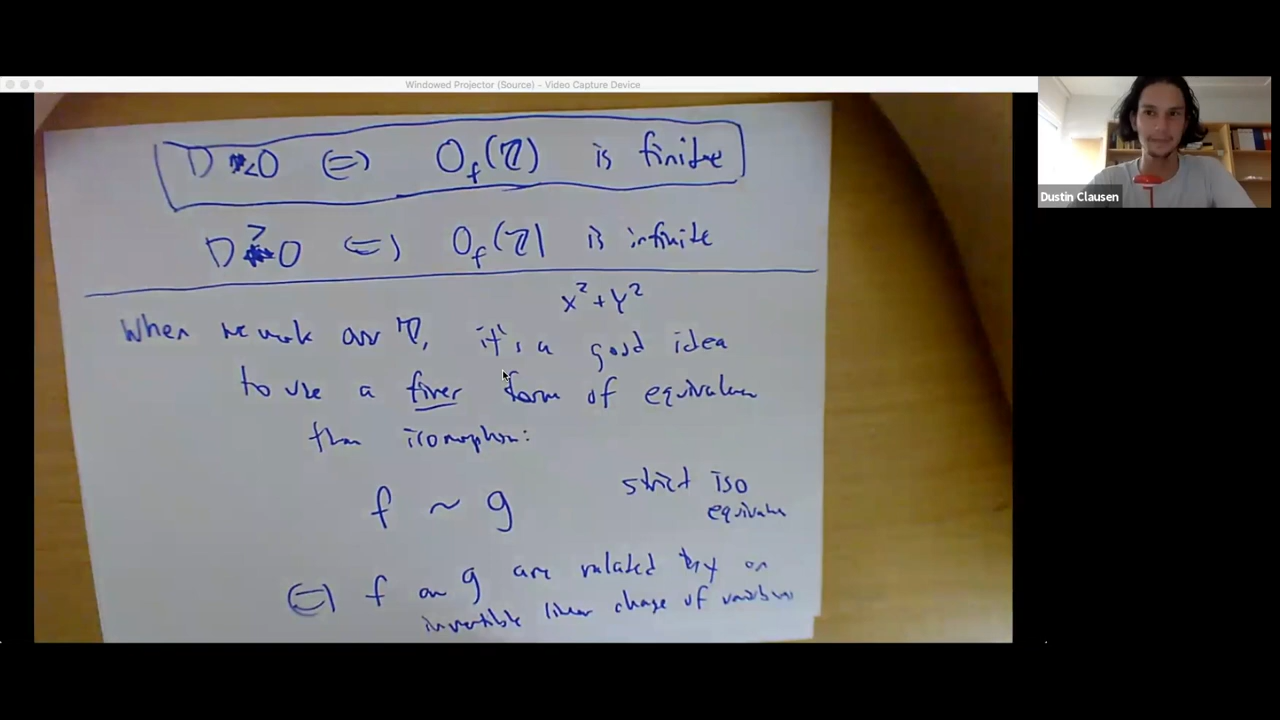 Windowed Projector (Source) - Video Capture Device
Dustin Clausen
D < 0 ⇔ O_f(ℤ) is finite
D > 0 ⇔ O_f(ℤ) is infinite
x² + y²
When we work over ℤ, it's a good idea
to use a finer form of equivalence
than isomorphism:
f ~ g strict iso
equivalence
⇔ f and g are related by an
invertible linear change of variables